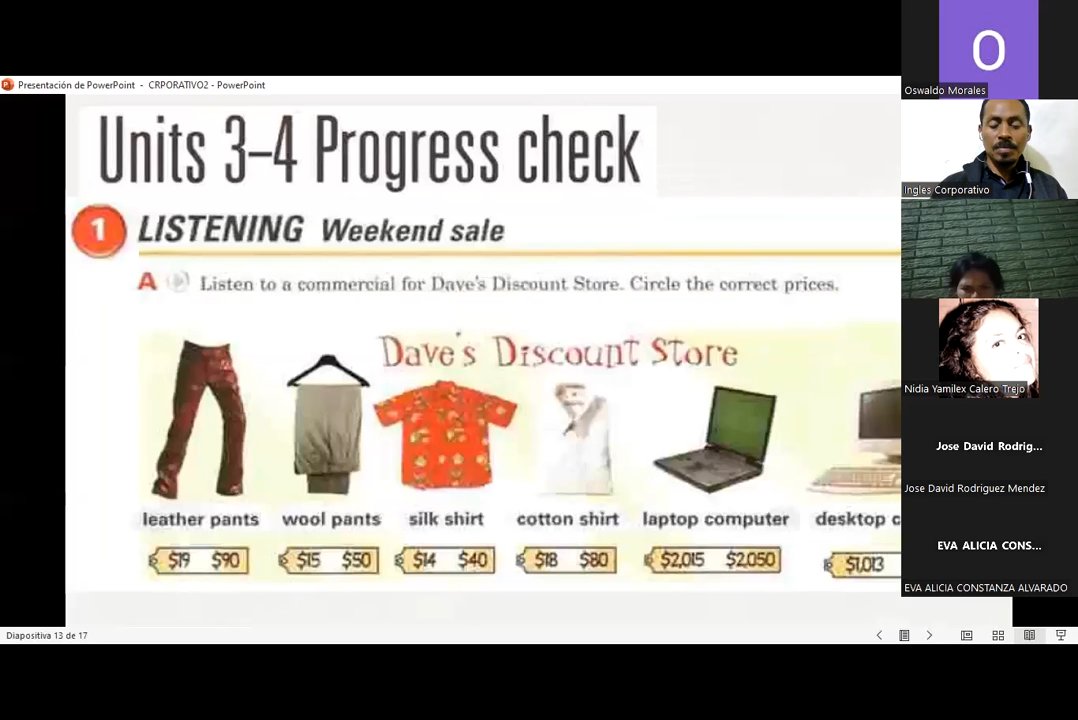 Presentación de PowerPoint - CRPORATIVO2 - PowerPoint
Units 3–4 Progress check
1 LISTENING Weekend sale
A Listen to a commercial for Dave's Discount Store. Circle the correct prices.
Dave's Discount Store
leather pants wool pants silk shirt cotton shirt laptop computer desktop c
$19 $90 $15 $50 $14 $40 $18 $80 $2,015 $2,050 $1,013
Diapositiva 13 de 17
O
Oswaldo Morales
Ingles Corporativo
Nidia Yamilex Calero Trejo
Jose David Rodrig...
Jose David Rodriguez Mendez
EVA ALICIA CONS...
EVA ALICIA CONSTANZA ALVARADO